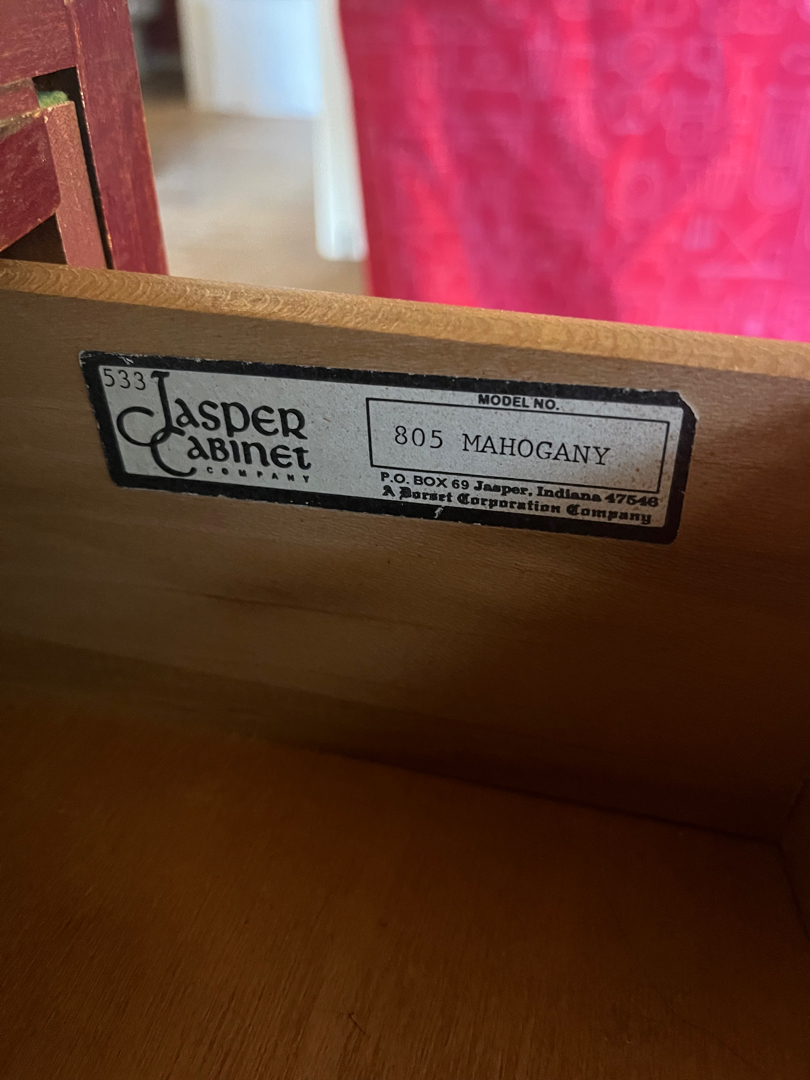 533
JASPER
CABINET
COMPANY
MODEL NO.
805 MAHOGANY
P.O. BOX 69 Jasper, Indiana 47546
A Dorset Corporation Company